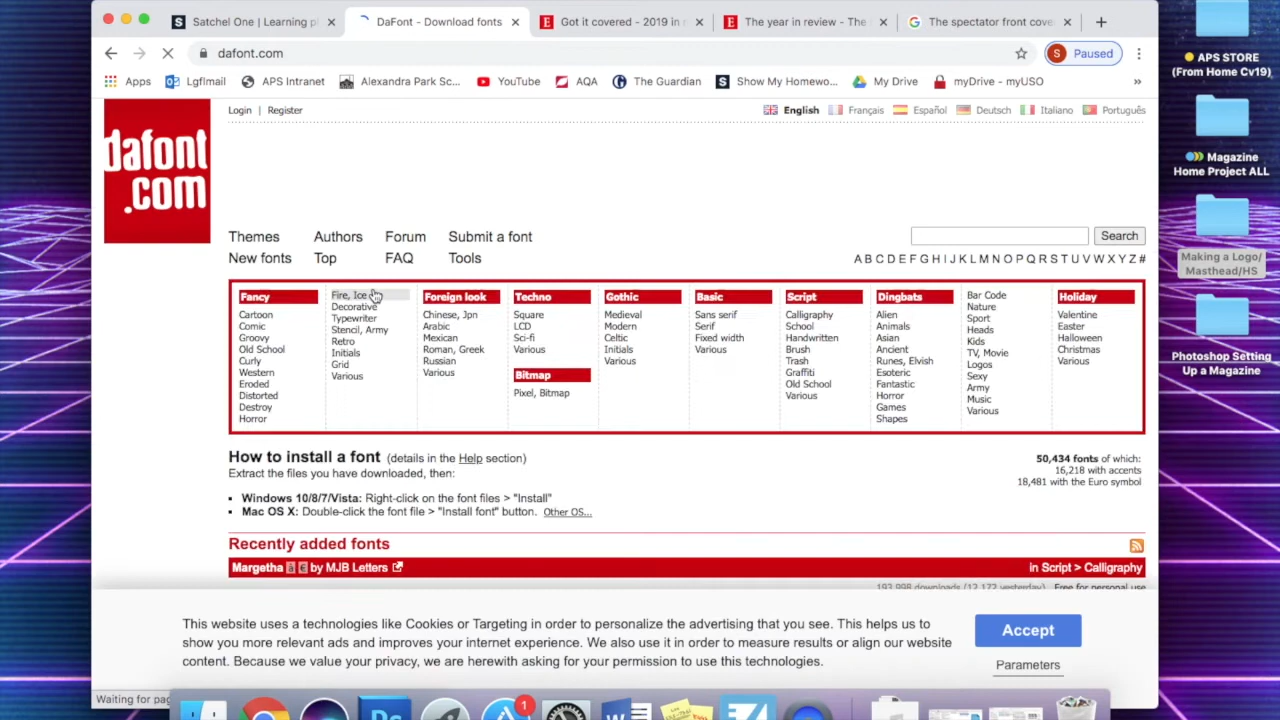 Satchel One | Learning pl
DaFont - Download fonts
Got it covered - 2019 in
The year in review - The
The spectator front cove
dafont.com
S Paused
Apps
Lgflmail
APS Intranet
Alexandra Park Sc...
YouTube
AQA
The Guardian
Show My Homewo...
My Drive
myDrive - myUSO
»
APS STORE
(From Home Cv19)
Magazine
Home Project ALL
Making a Logo/
Masthead/HS
Photoshop Setting
Up a Magazine
dafont
.com
Login | Register
English Français Español Deutsch Italiano Português
Themes Authors Forum Submit a font
New fonts Top FAQ Tools
Search
A B C D E F G H I J K L M N O P Q R S T U V W X Y Z #
Fancy
Cartoon
Comic
Groovy
Old School
Curly
Western
Eroded
Distorted
Destroy
Horror
Fire, Ice
Decorative
Typewriter
Stencil, Army
Retro
Initials
Grid
Various
Foreign look
Chinese, Jpn
Arabic
Mexican
Roman, Greek
Russian
Various
Techno
Square
LCD
Sci-fi
Various
Bitmap
Pixel, Bitmap
Gothic
Medieval
Modern
Celtic
Initials
Various
Basic
Sans serif
Serif
Fixed width
Various
Script
Calligraphy
School
Handwritten
Brush
Trash
Graffiti
Old School
Various
Dingbats
Alien
Animals
Asian
Ancient
Runes, Elvish
Esoteric
Fantastic
Horror
Games
Shapes
Bar Code
Nature
Sport
Heads
Kids
TV, Movie
Logos
Sexy
Army
Music
Various
Holiday
Valentine
Easter
Halloween
Christmas
Various
How to install a font (details in the Help section)
Extract the files you have downloaded, then:
Windows 10/8/7/Vista: Right-click on the font files > "Install"
Mac OS X: Double-click the font file > "Install font" button. Other OS...
50,434 fonts of which:
16,218 with accents
18,481 with the Euro symbol
Recently added fonts
Margetha à € by MJB Letters
in Script > Calligraphy
193,998 downloads (12,172 yesterday) Free for personal use
This website uses a technologies like Cookies or Targeting in order to personalize the advertising that you see. This helps us to
show you more relevant ads and improves your internet experience. We also use it in order to measure results or align our website
content. Because we value your privacy, we are herewith asking for your permission to use this technologies.
Accept
Parameters
Waiting for pag
1